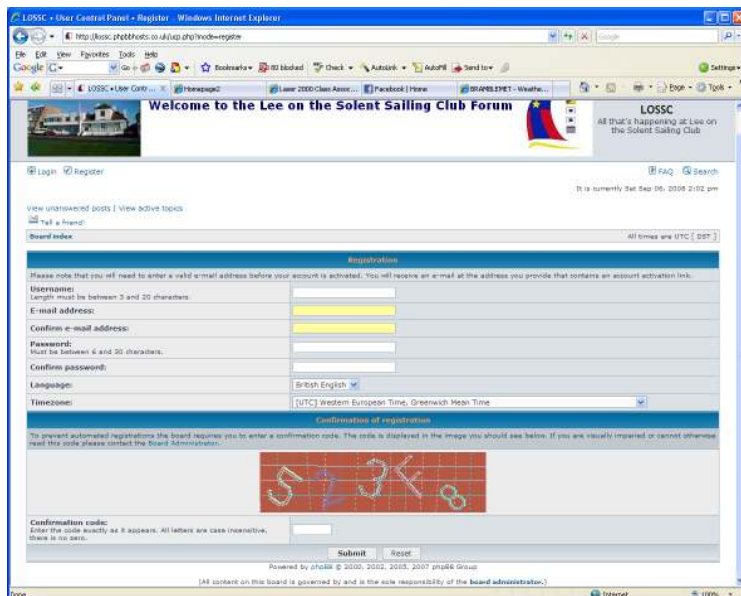 LOSSC • User Control Panel • Register - Windows Internet Explorer
http://lossc.phpbbhosts.co.uk/ucp.php?mode=register
Google
File Edit View Favorites Tools Help
Google G Go Bookmarks 82 blocked Check AutoLink AutoFill Send to Settings
LOSSC • User Contr... Homepage2 Laser 2000 Class Assoc... Facebook | Home BRAMBLEMET - Weathe... Page Tools
Welcome to the Lee on the Solent Sailing Club Forum
LOSSC
All that's happening at Lee on the Solent Sailing Club
Login Register FAQ Search
It is currently Sat Sep 06, 2008 2:02 pm
View unanswered posts | View active topics
Tell a friend!
Board index All times are UTC [ DST ]
Registration
Please note that you will need to enter a valid e-mail address before your account is activated. You will receive an e-mail at the address you provide that contains an account activation link.
Username:
Length must be between 3 and 20 characters.
E-mail address:
Confirm e-mail address:
Password:
Must be between 6 and 30 characters.
Confirm password:
Language: British English
Timezone: [UTC] Western European Time, Greenwich Mean Time
Confirmation of registration
To prevent automated registrations the board requires you to enter a confirmation code. The code is displayed in the image you should see below. If you are visually impaired or cannot otherwise
read this code please contact the Board Administrator.
S 2 3 F 8
Confirmation code:
Enter the code exactly as it appears. All letters are case insensitive,
there is no zero.
Submit Reset
Powered by phpBB © 2000, 2002, 2005, 2007 phpBB Group
[All content on this board is governed by and is the sole responsibility of the board administrator.]
Done Internet 100%